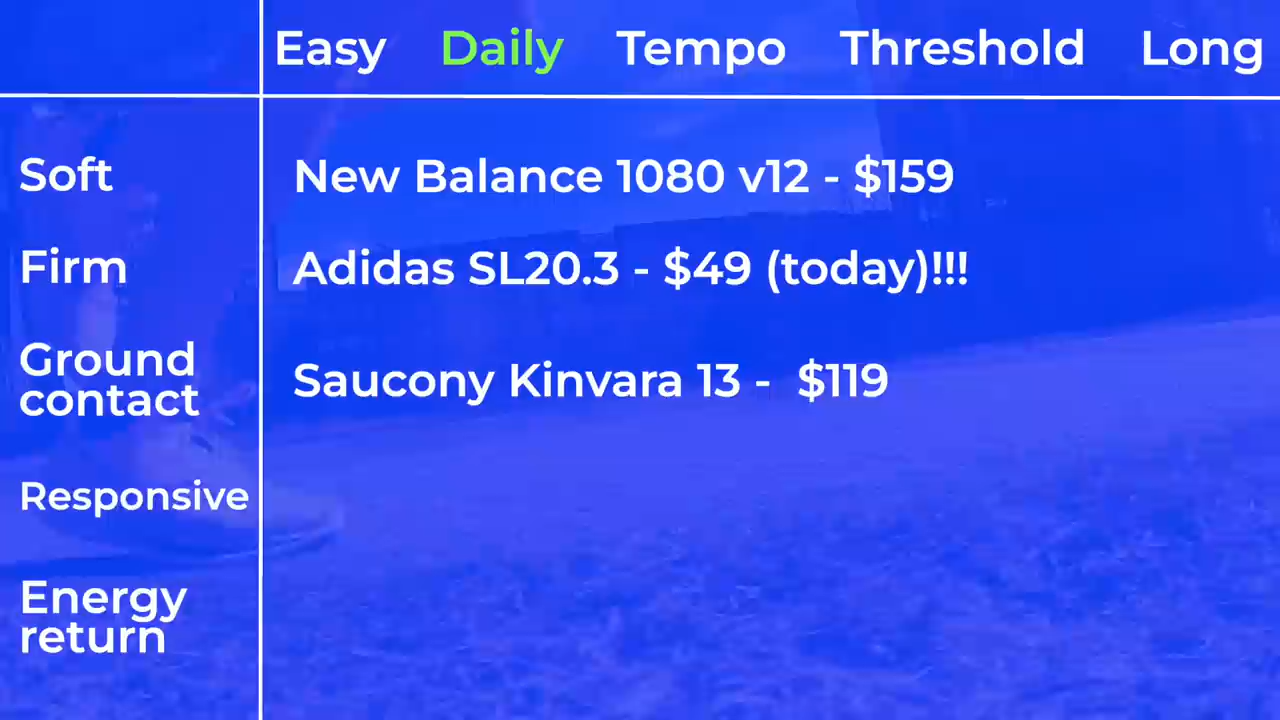 Easy Daily Tempo Threshold Long
Soft New Balance 1080 v12 - $159
Firm Adidas SL20.3 - $49 (today)!!!
Ground
contact
Saucony Kinvara 13 - $119
Responsive
Energy
return